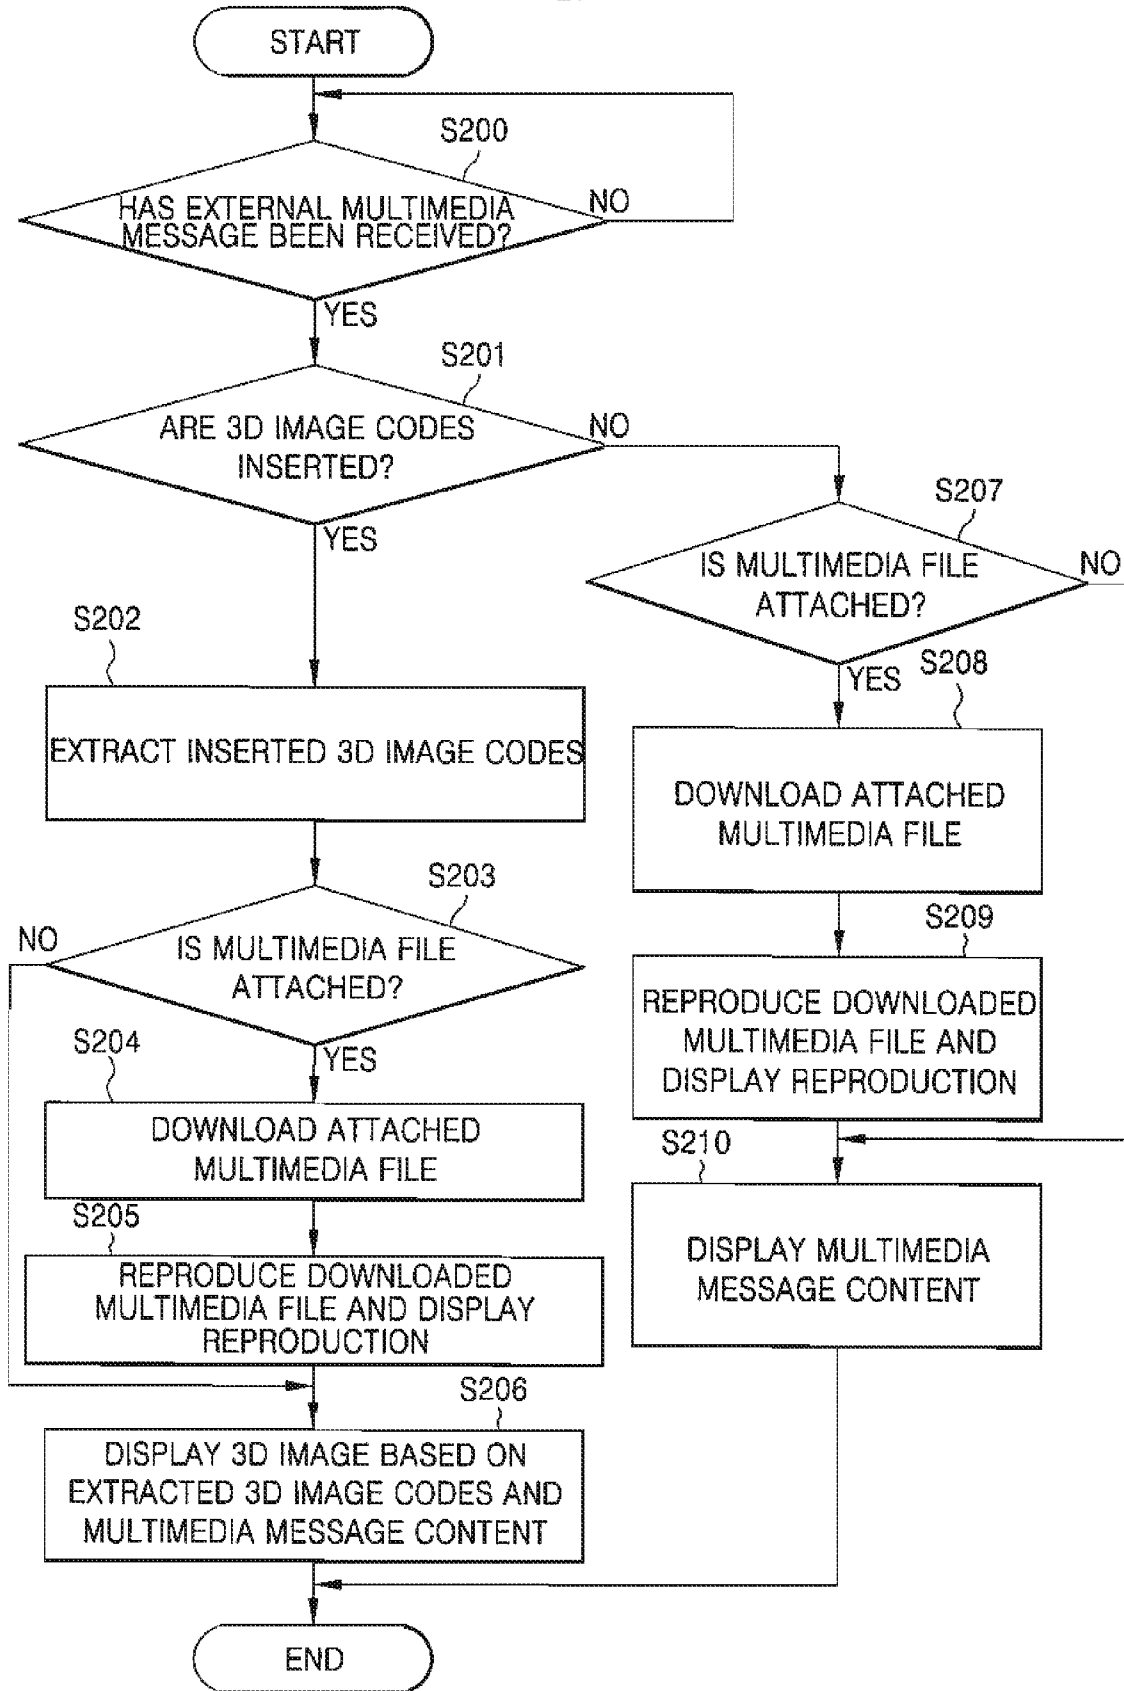 START
S200
HAS EXTERNAL MULTIMEDIA
MESSAGE BEEN RECEIVED?
NO
YES
S201
ARE 3D IMAGE CODES
INSERTED?
NO
YES
S207
IS MULTIMEDIA FILE
ATTACHED?
NO
YES
S202
EXTRACT INSERTED 3D IMAGE CODES
S208
DOWNLOAD ATTACHED
MULTIMEDIA FILE
S203
IS MULTIMEDIA FILE
ATTACHED?
NO
YES
S209
REPRODUCE DOWNLOADED
MULTIMEDIA FILE AND
DISPLAY REPRODUCTION
S204
DOWNLOAD ATTACHED
MULTIMEDIA FILE
S210
DISPLAY MULTIMEDIA
MESSAGE CONTENT
S205
REPRODUCE DOWNLOADED
MULTIMEDIA FILE AND DISPLAY
REPRODUCTION
S206
DISPLAY 3D IMAGE BASED ON
EXTRACTED 3D IMAGE CODES AND
MULTIMEDIA MESSAGE CONTENT
END